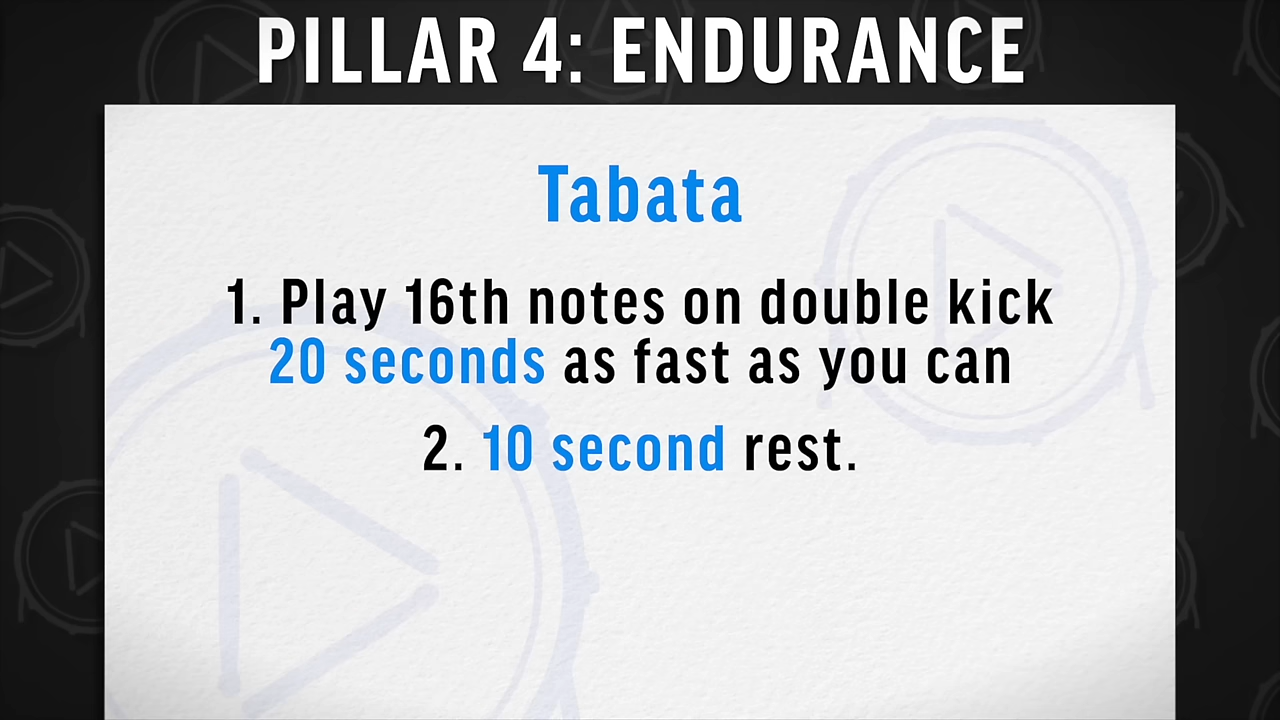 PILLAR 4: ENDURANCE
Tabata
1. Play 16th notes on double kick
20 seconds as fast as you can
2. 10 second rest.